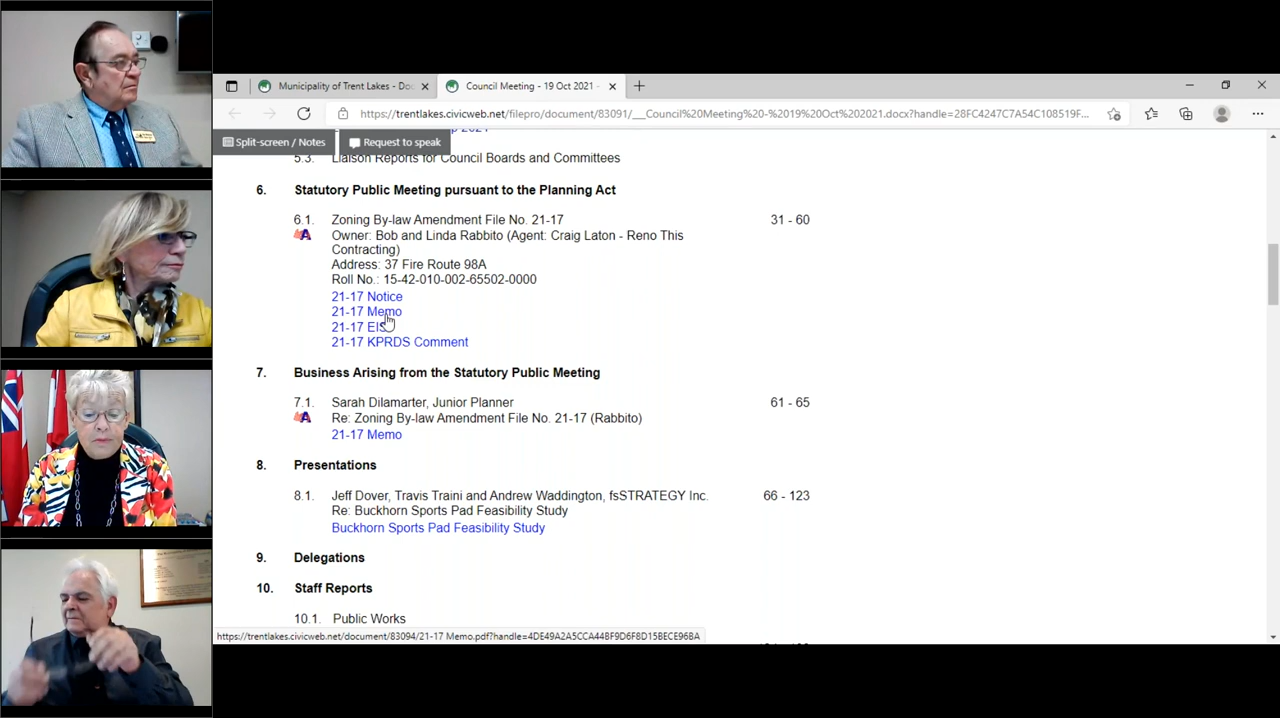 Municipality of Trent Lakes - Doc
Council Meeting - 19 Oct 2021 -
https://trentlakes.civicweb.net/filepro/document/83091/___Council%20Meeting%20-%2019%20Oct%202021.docx?handle=28FC4247C7A54C108519F...
Split-screen / Notes
Request to speak
5.3. Liaison Reports for Council Boards and Committees
6. Statutory Public Meeting pursuant to the Planning Act
6.1. Zoning By-law Amendment File No. 21-17 31 - 60
Owner: Bob and Linda Rabbito (Agent: Craig Laton - Reno This
Contracting)
Address: 37 Fire Route 98A
Roll No.: 15-42-010-002-65502-0000
21-17 Notice
21-17 Memo
21-17 EIS
21-17 KPRDS Comment
7. Business Arising from the Statutory Public Meeting
7.1. Sarah Dilamarter, Junior Planner 61 - 65
Re: Zoning By-law Amendment File No. 21-17 (Rabbito)
21-17 Memo
8. Presentations
8.1. Jeff Dover, Travis Traini and Andrew Waddington, fsSTRATEGY Inc. 66 - 123
Re: Buckhorn Sports Pad Feasibility Study
Buckhorn Sports Pad Feasibility Study
9. Delegations
10. Staff Reports
10.1. Public Works
https://trentlakes.civicweb.net/document/83094/21-17 Memo.pdf?handle=4DE49A2A5CCA448F9D6F8D15BECE96BA